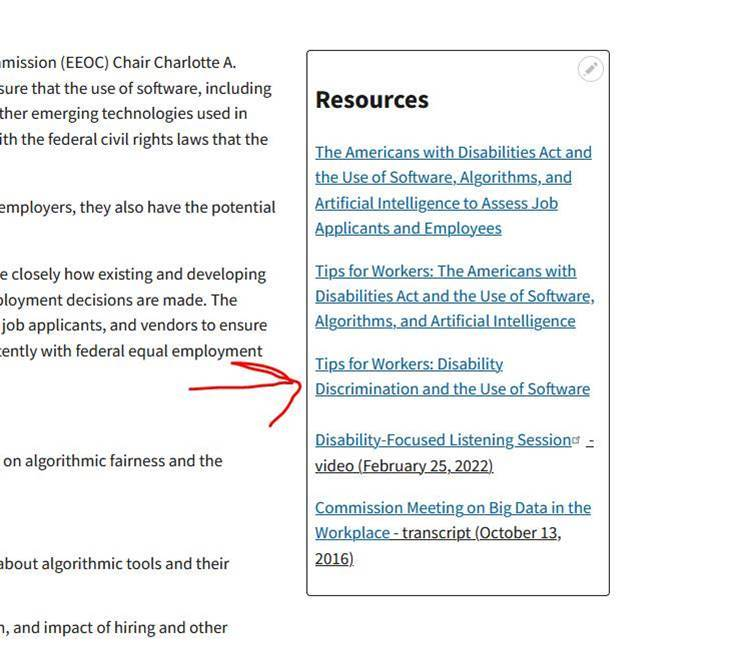 mission (EEOC) Chair Charlotte A.
sure that the use of software, including
ther emerging technologies used in
ith the federal civil rights laws that the
employers, they also have the potential
e closely how existing and developing
ployment decisions are made. The
job applicants, and vendors to ensure
tently with federal equal employment
on algorithmic fairness and the
about algorithmic tools and their
n, and impact of hiring and other
Resources
The Americans with Disabilities Act and
the Use of Software, Algorithms, and
Artificial Intelligence to Assess Job
Applicants and Employees
Tips for Workers: The Americans with
Disabilities Act and the Use of Software,
Algorithms, and Artificial Intelligence
Tips for Workers: Disability
Discrimination and the Use of Software
Disability-Focused Listening Session -
video (February 25, 2022)
Commission Meeting on Big Data in the
Workplace - transcript (October 13,
2016)